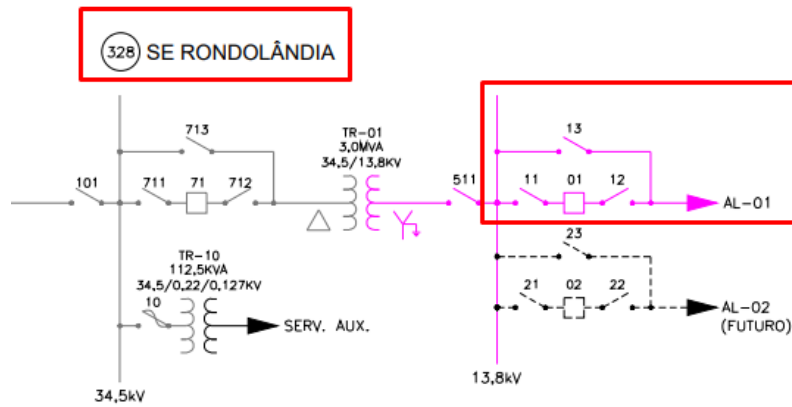 328 SE RONDOLÂNDIA
713
TR-01
3,0MVA
34,5/13,8KV
13
101
711
71
712
511
11
01
12
AL-01
TR-10
112,5KVA
34,5/0,22/0,127KV
10
SERV. AUX.
23
21
02
22
AL-02
(FUTURO)
34,5kV
13,8kV